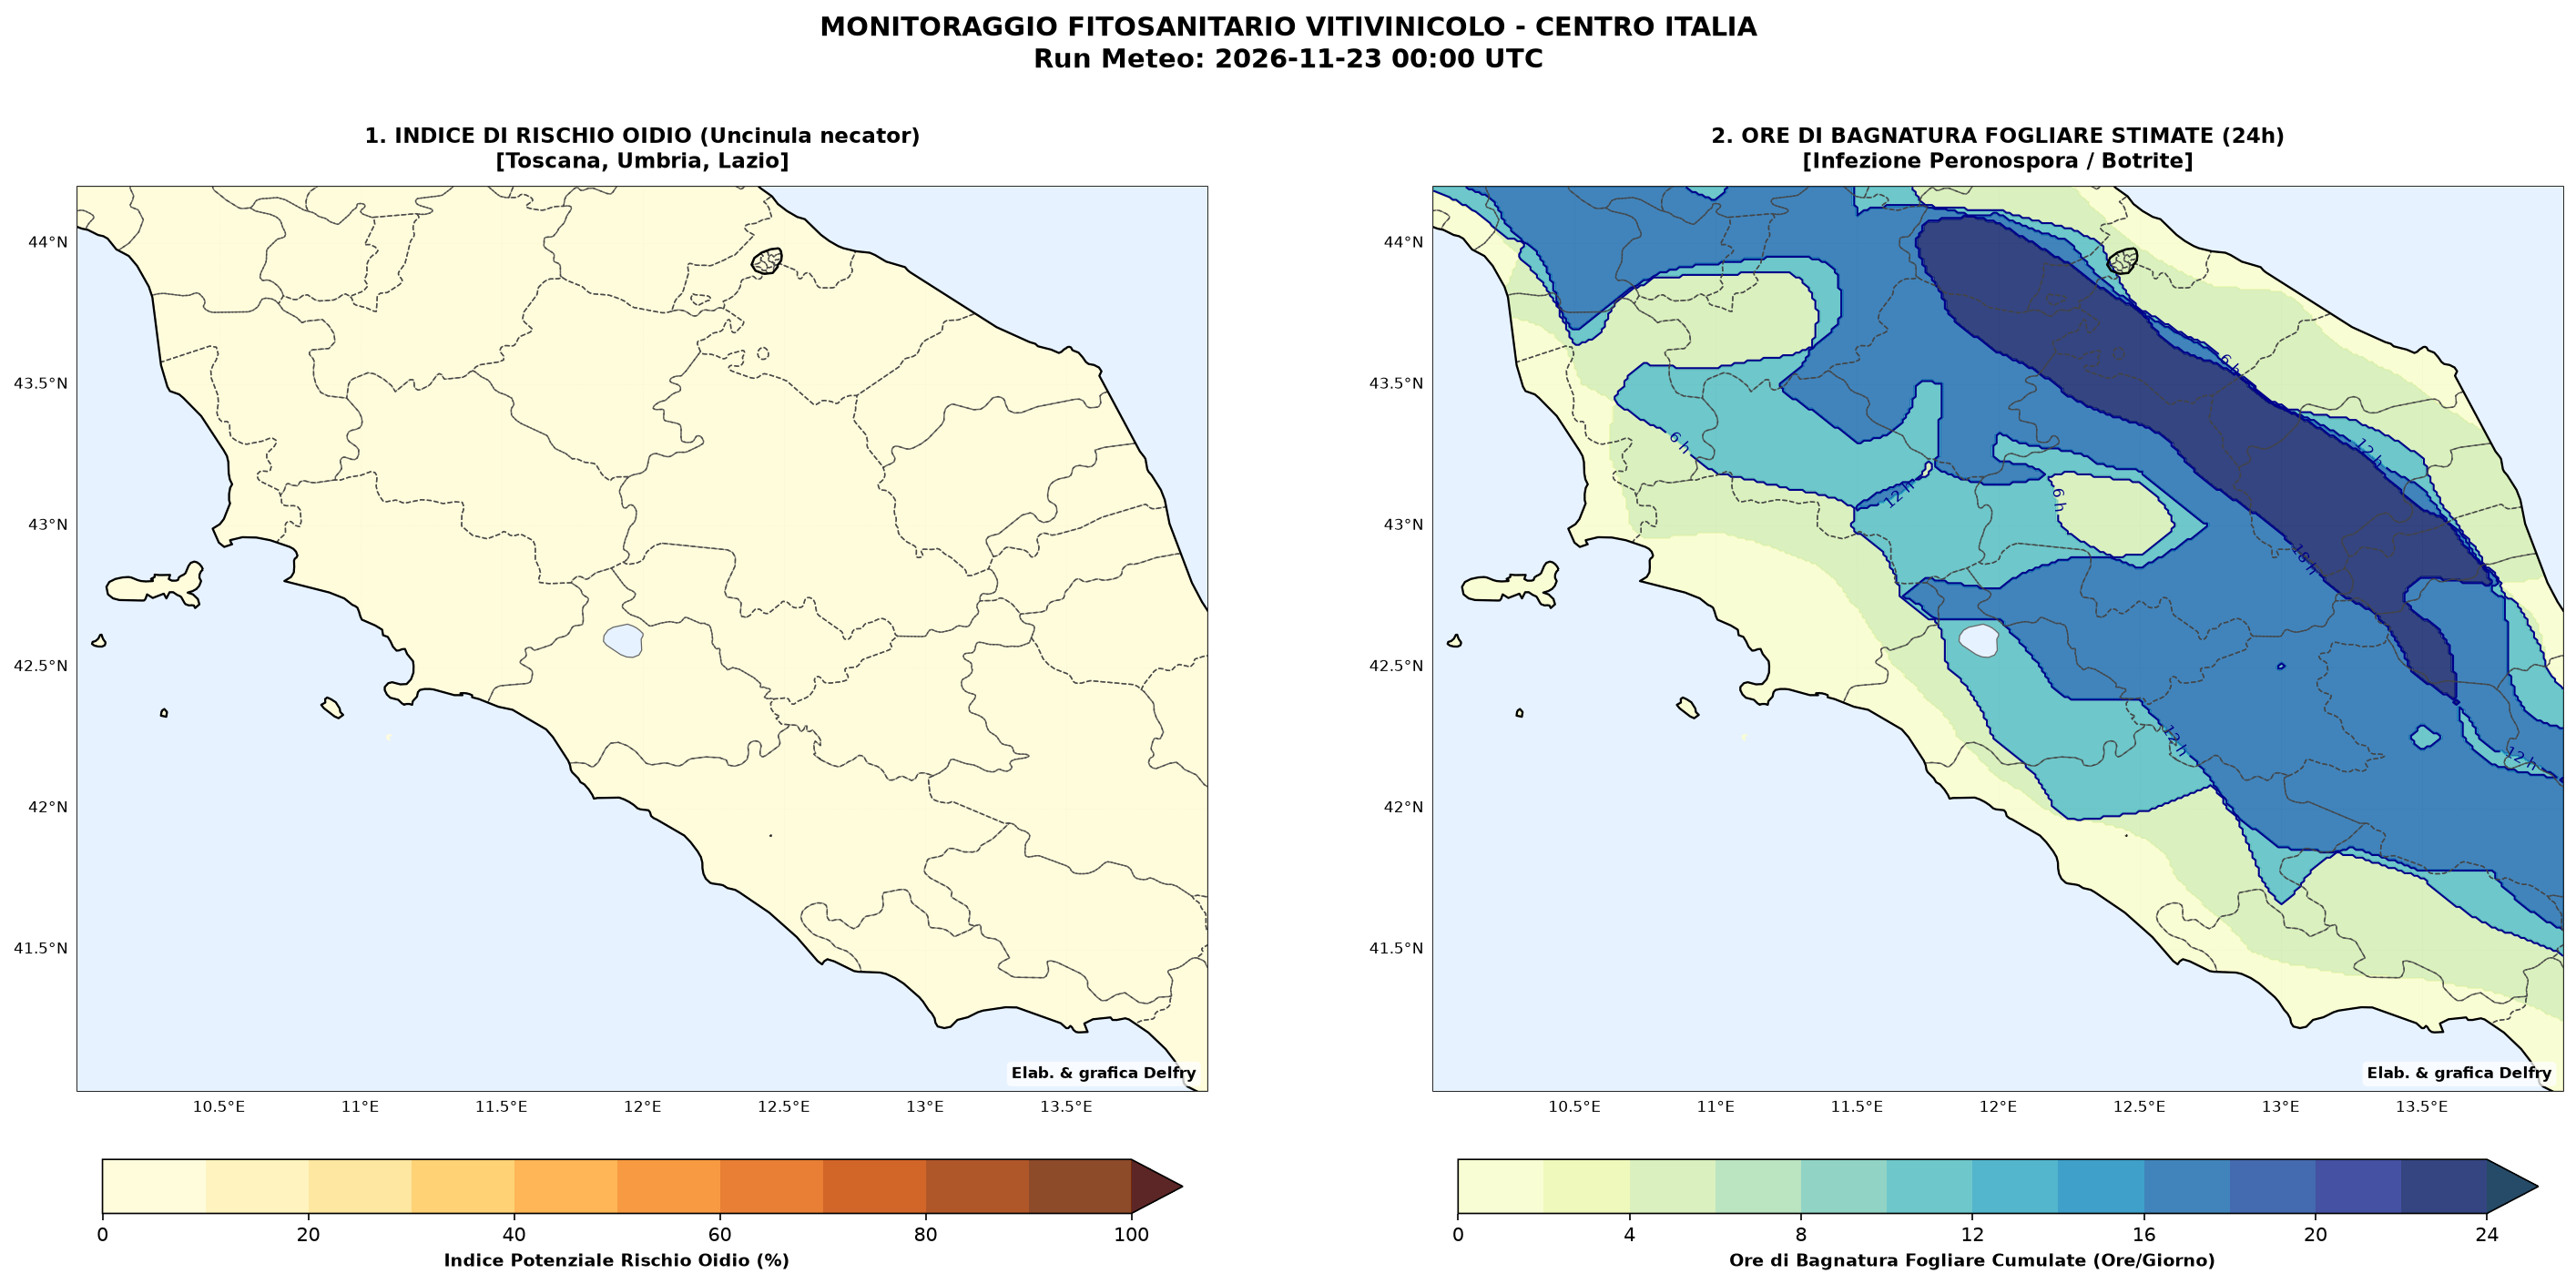 MONITORAGGIO FITOSANITARIO VITIVINICOLO - CENTRO ITALIA
Run Meteo: 2026-11-23 00:00 UTC
1. INDICE DI RISCHIO OIDIO (Uncinula necator)
[Toscana, Umbria, Lazio]
44°N
43.5°N
43°N
42.5°N
42°N
41.5°N
10.5°E 11°E 11.5°E 12°E 12.5°E 13°E 13.5°E
Elab. & grafica Delfry
0 20 40 60 80 100
Indice Potenziale Rischio Oidio (%)
2. ORE DI BAGNATURA FOGLIARE STIMATE (24h)
[Infezione Peronospora / Botrite]
44°N
43.5°N
43°N
42.5°N
42°N
41.5°N
6 h
6 h
12 h
12 h
6 h
18 h
12 h
12 h
10.5°E 11°E 11.5°E 12°E 12.5°E 13°E 13.5°E
Elab. & grafica Delfry
0 4 8 12 16 20 24
Ore di Bagnatura Fogliare Cumulate (Ore/Giorno)